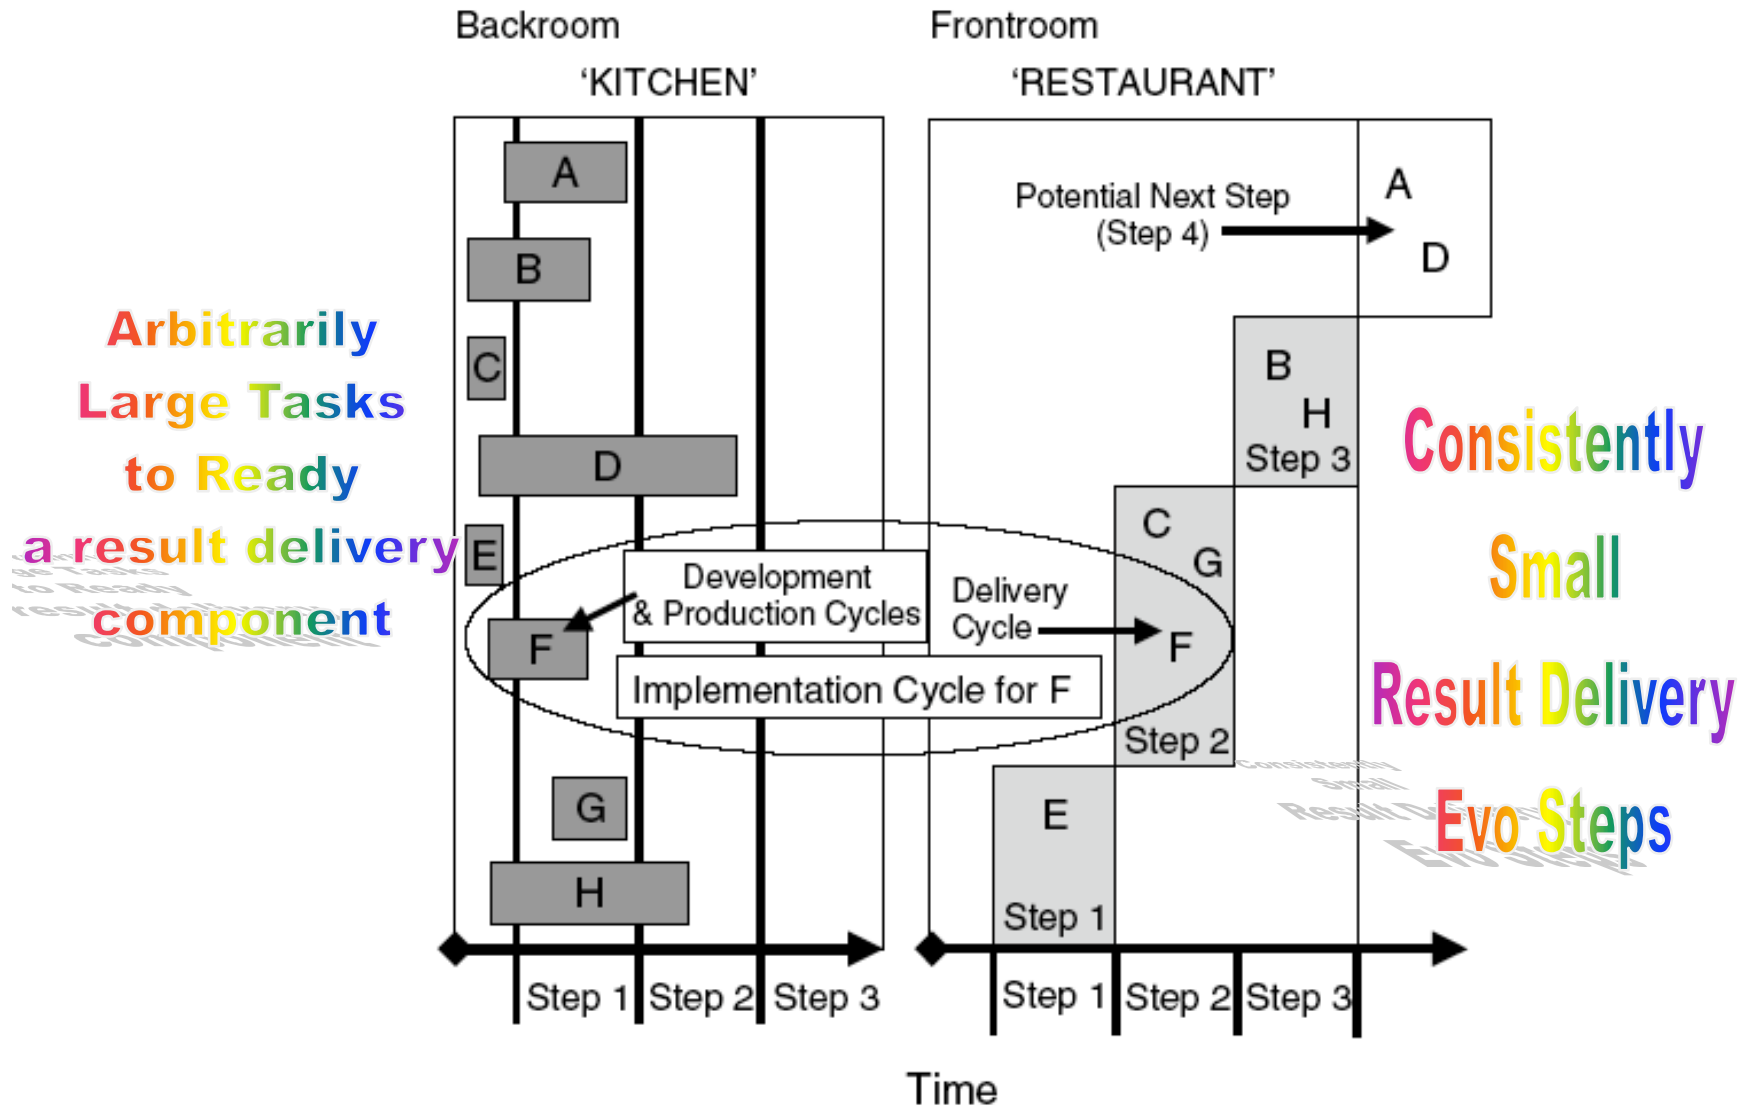 Backroom
Frontroom
‘KITCHEN’
‘RESTAURANT’
A
B
C
D
E
F
G
H
Arbitrarily
Large Tasks
to Ready
a result delivery
component
Development
& Production Cycles
Implementation Cycle for F
Delivery
Cycle
Potential Next Step
(Step 4)
A
D
B
H
Step 3
C
G
F
Step 2
E
Step 1
Consistently
Small
Result Delivery
Evo Steps
Step 1
Step 2
Step 3
Step 1
Step 2
Step 3
Time